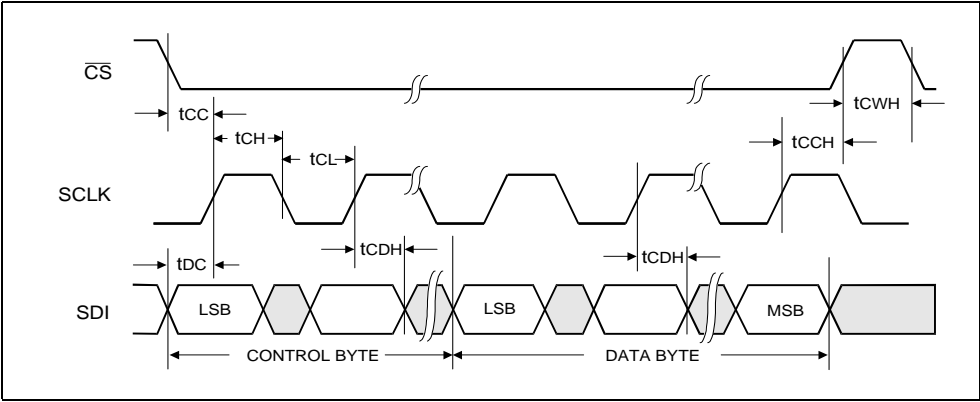 CS
tCC
tCWH
tCH
tCCH
tCL
SCLK
tCDH
tCDH
tDC
SDI
LSB
LSB
MSB
CONTROL BYTE
DATA BYTE